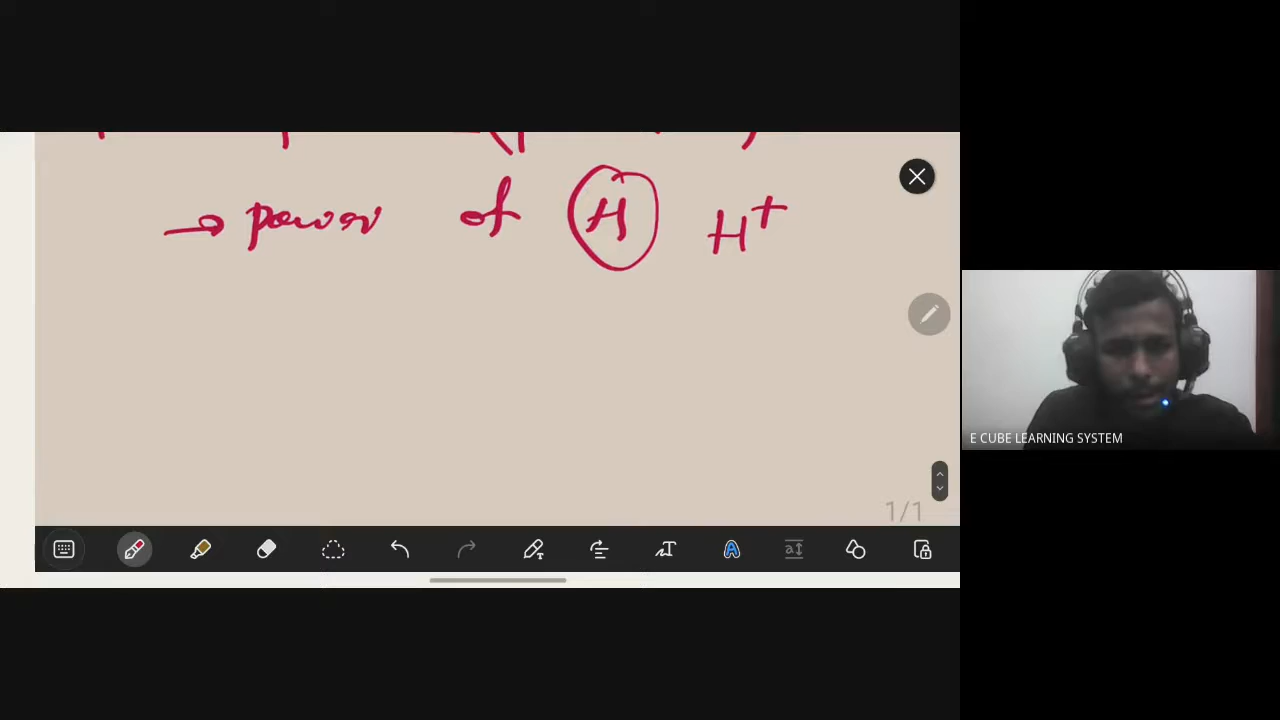 → power of H H+
E CUBE LEARNING SYSTEM
1/1